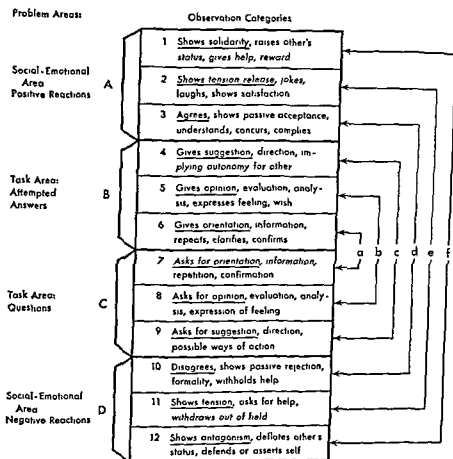 Problem Areas:
Observation Categories
Social-Emotional
Area
Positive Reactions
A
1 Shows solidarity, raises other's
status, gives help, reward
2 Shows tension release, jokes,
laughs, shows satisfaction
3 Agrees, shows passive acceptance,
understands, concurs, complies
Task Area:
Attempted
Answers
B
4 Gives suggestion, direction, im-
plying autonomy for other
5 Gives opinion, evaluation, analy-
sis, expresses feeling, wish
6 Gives orientation, information,
repeats, clarifies, confirms
Task Area:
Questions
C
7 Asks for orientation, information,
repetition, confirmation
8 Asks for opinion, evaluation, analy-
sis, expression of feeling
9 Asks for suggestion, direction,
possible ways of action
Social-Emotional
Area
Negative Reactions
D
10 Disagrees, shows passive rejection,
formality, withholds help
11 Shows tension, asks for help,
withdraws out of field
12 Shows antagonism, deflates other's
status, defends or asserts self
a b c d e f